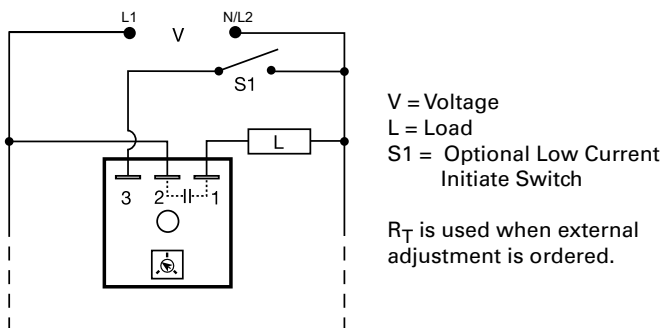 L1
V
N/L2
S1
L
3
2
1
V = Voltage
L = Load
S1 = Optional Low Current
Initiate Switch
R_T is used when external
adjustment is ordered.